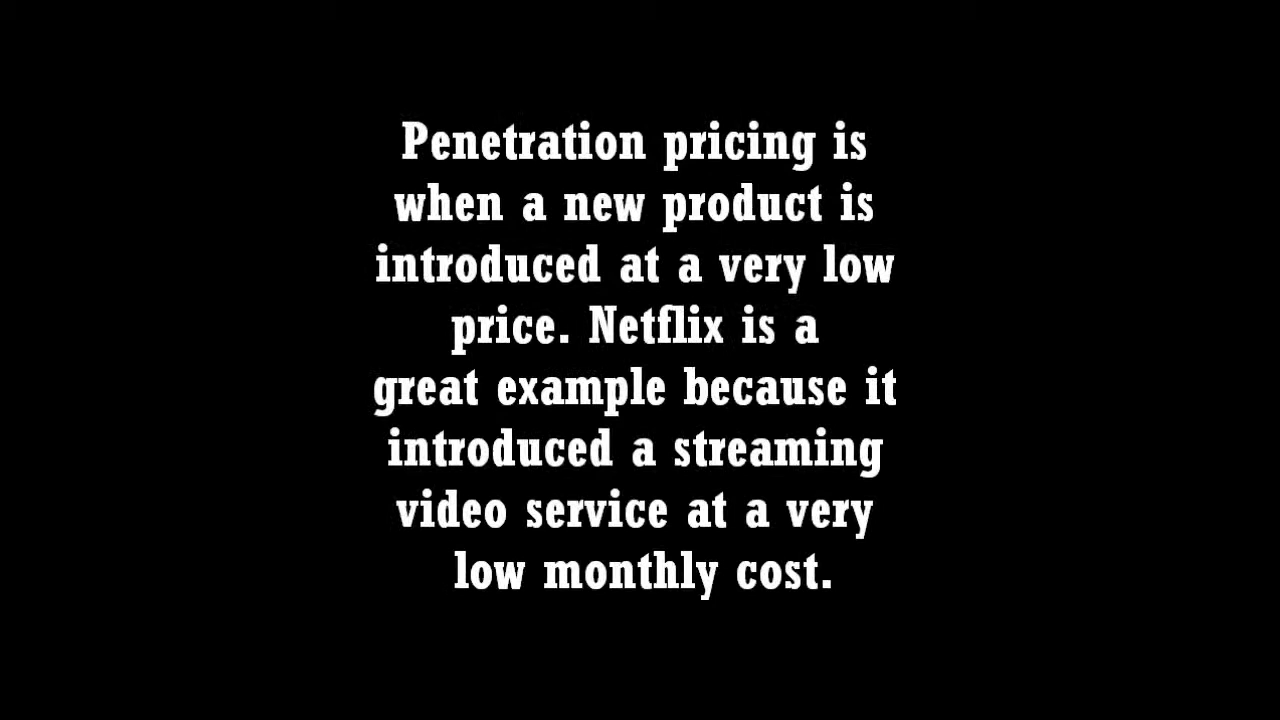 Penetration pricing is
when a new product is
introduced at a very low
price. Netflix is a
great example because it
introduced a streaming
video service at a very
low monthly cost.